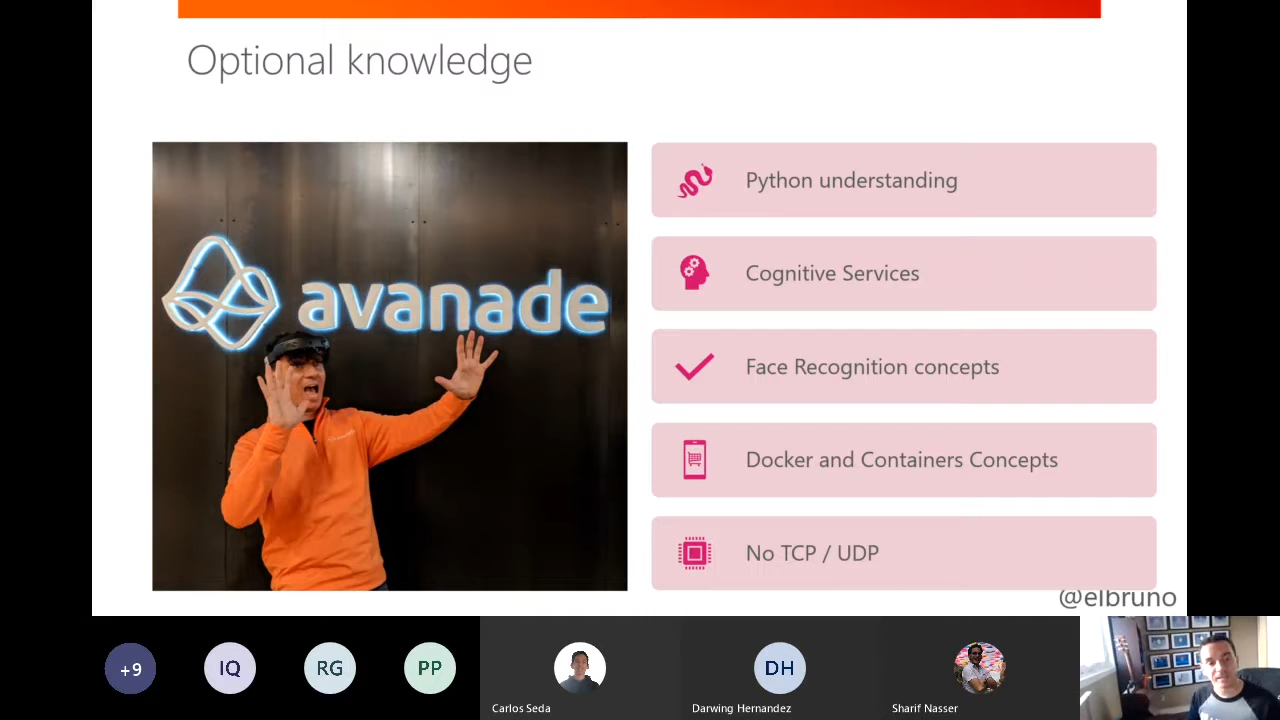 Optional knowledge
avanade
Python understanding
Cognitive Services
Face Recognition concepts
Docker and Containers Concepts
No TCP / UDP
@elbruno
+9
IQ
RG
PP
DH
Carlos Seda
Darwing Hernandez
Sharif Nasser